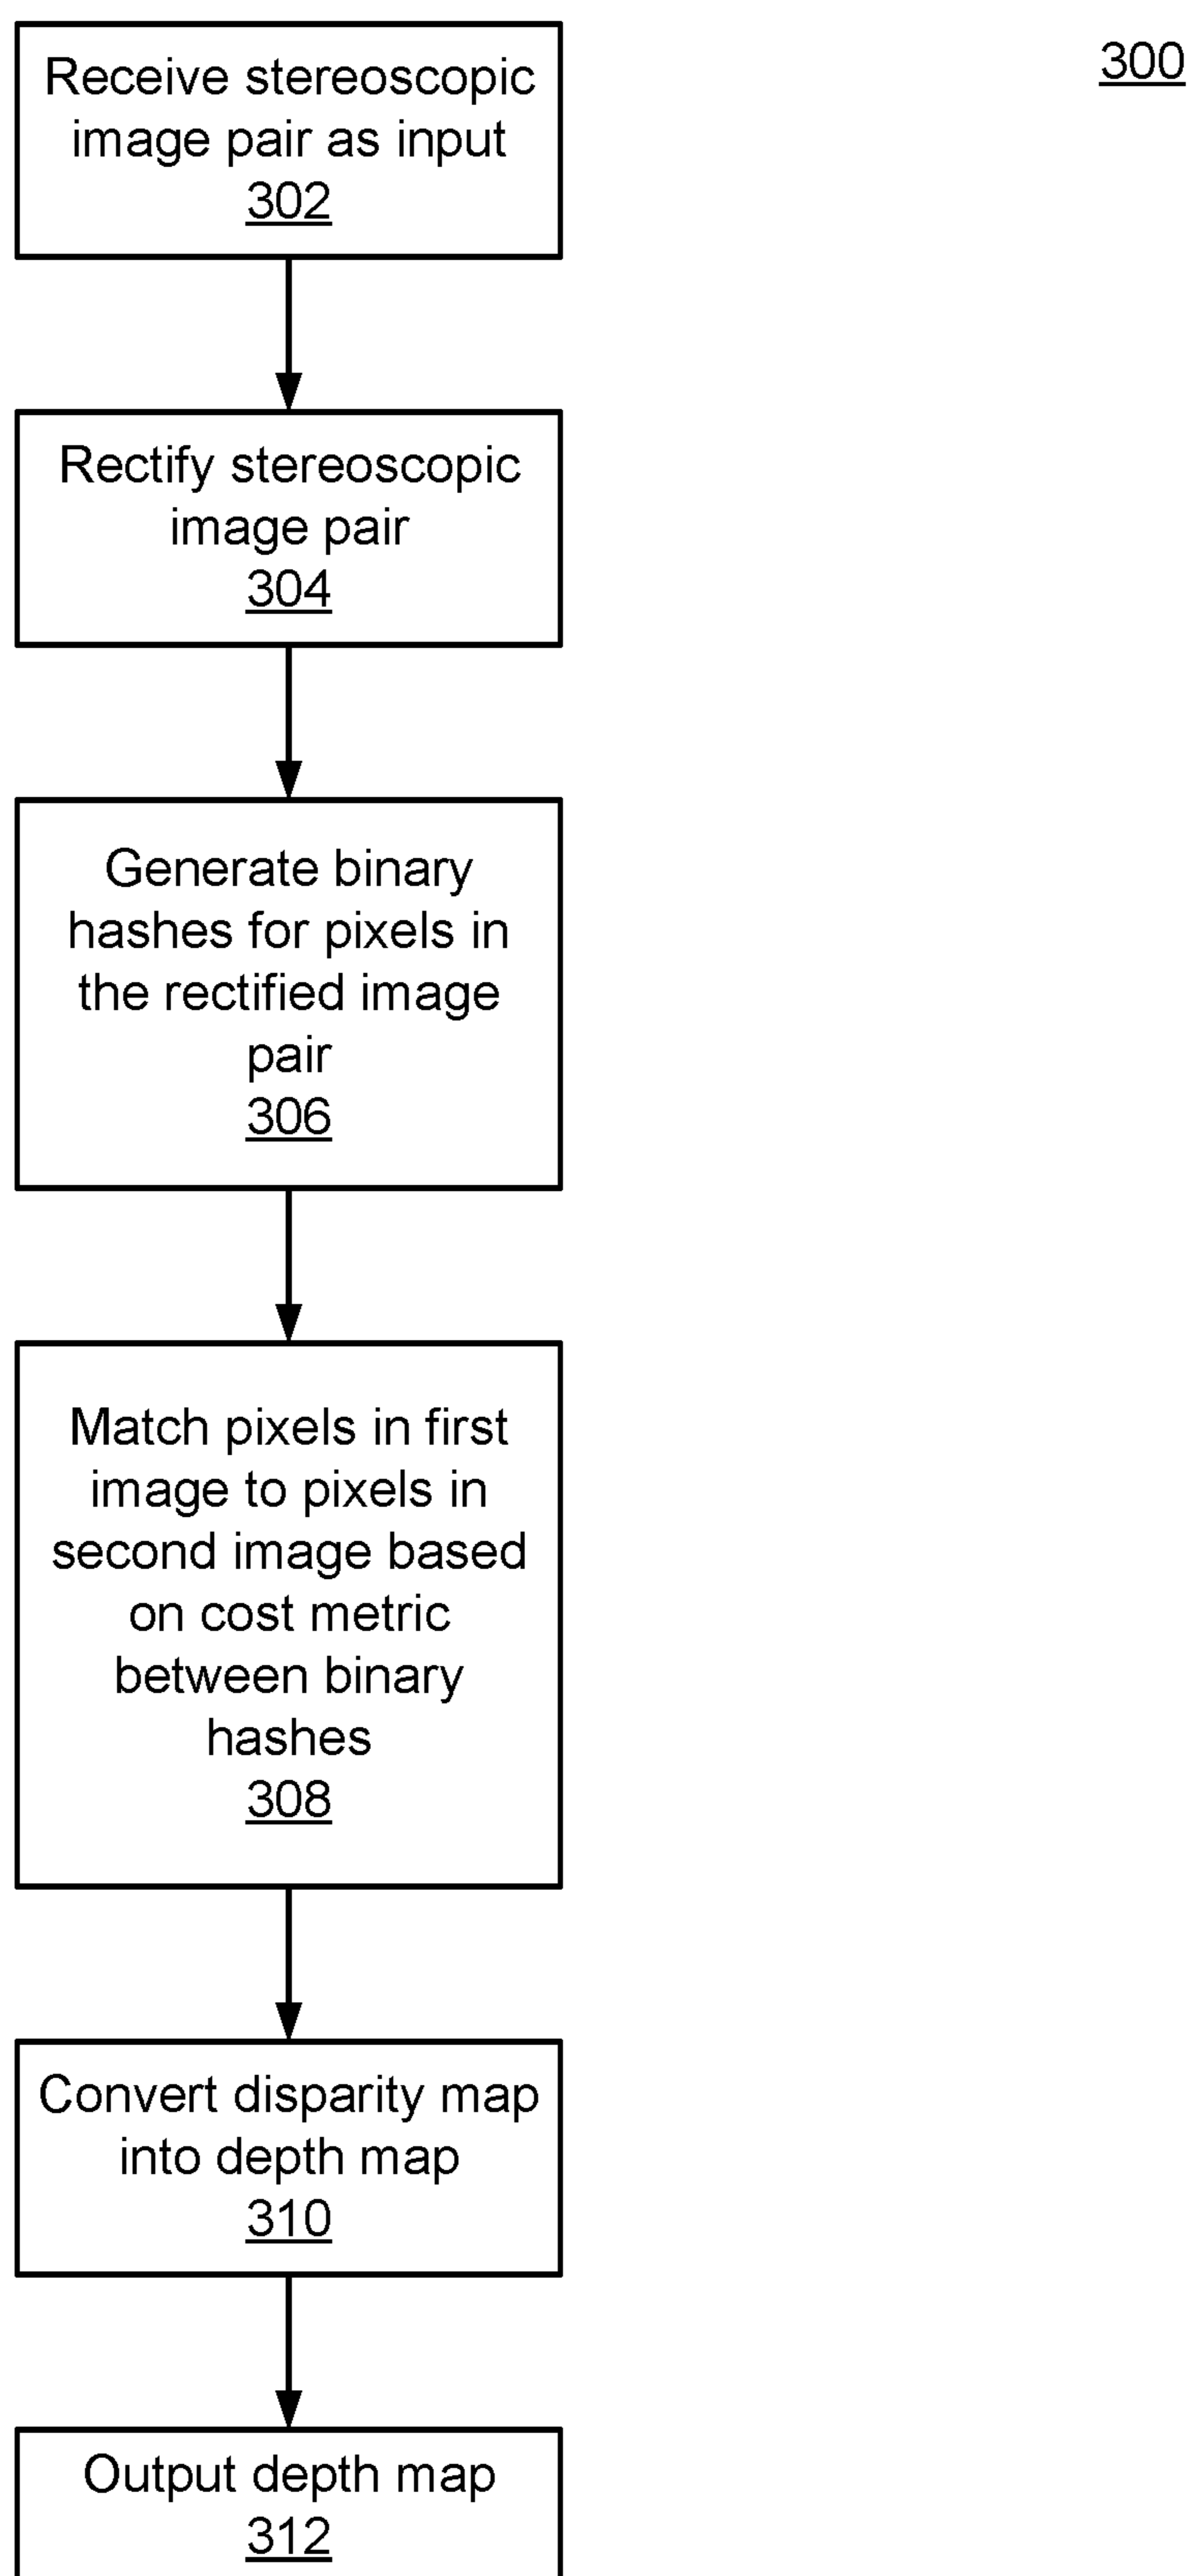 300
Receive stereoscopic
image pair as input
302
Rectify stereoscopic
image pair
304
Generate binary
hashes for pixels in
the rectified image
pair
306
Match pixels in first
image to pixels in
second image based
on cost metric
between binary
hashes
308
Convert disparity map
into depth map
310
Output depth map
312